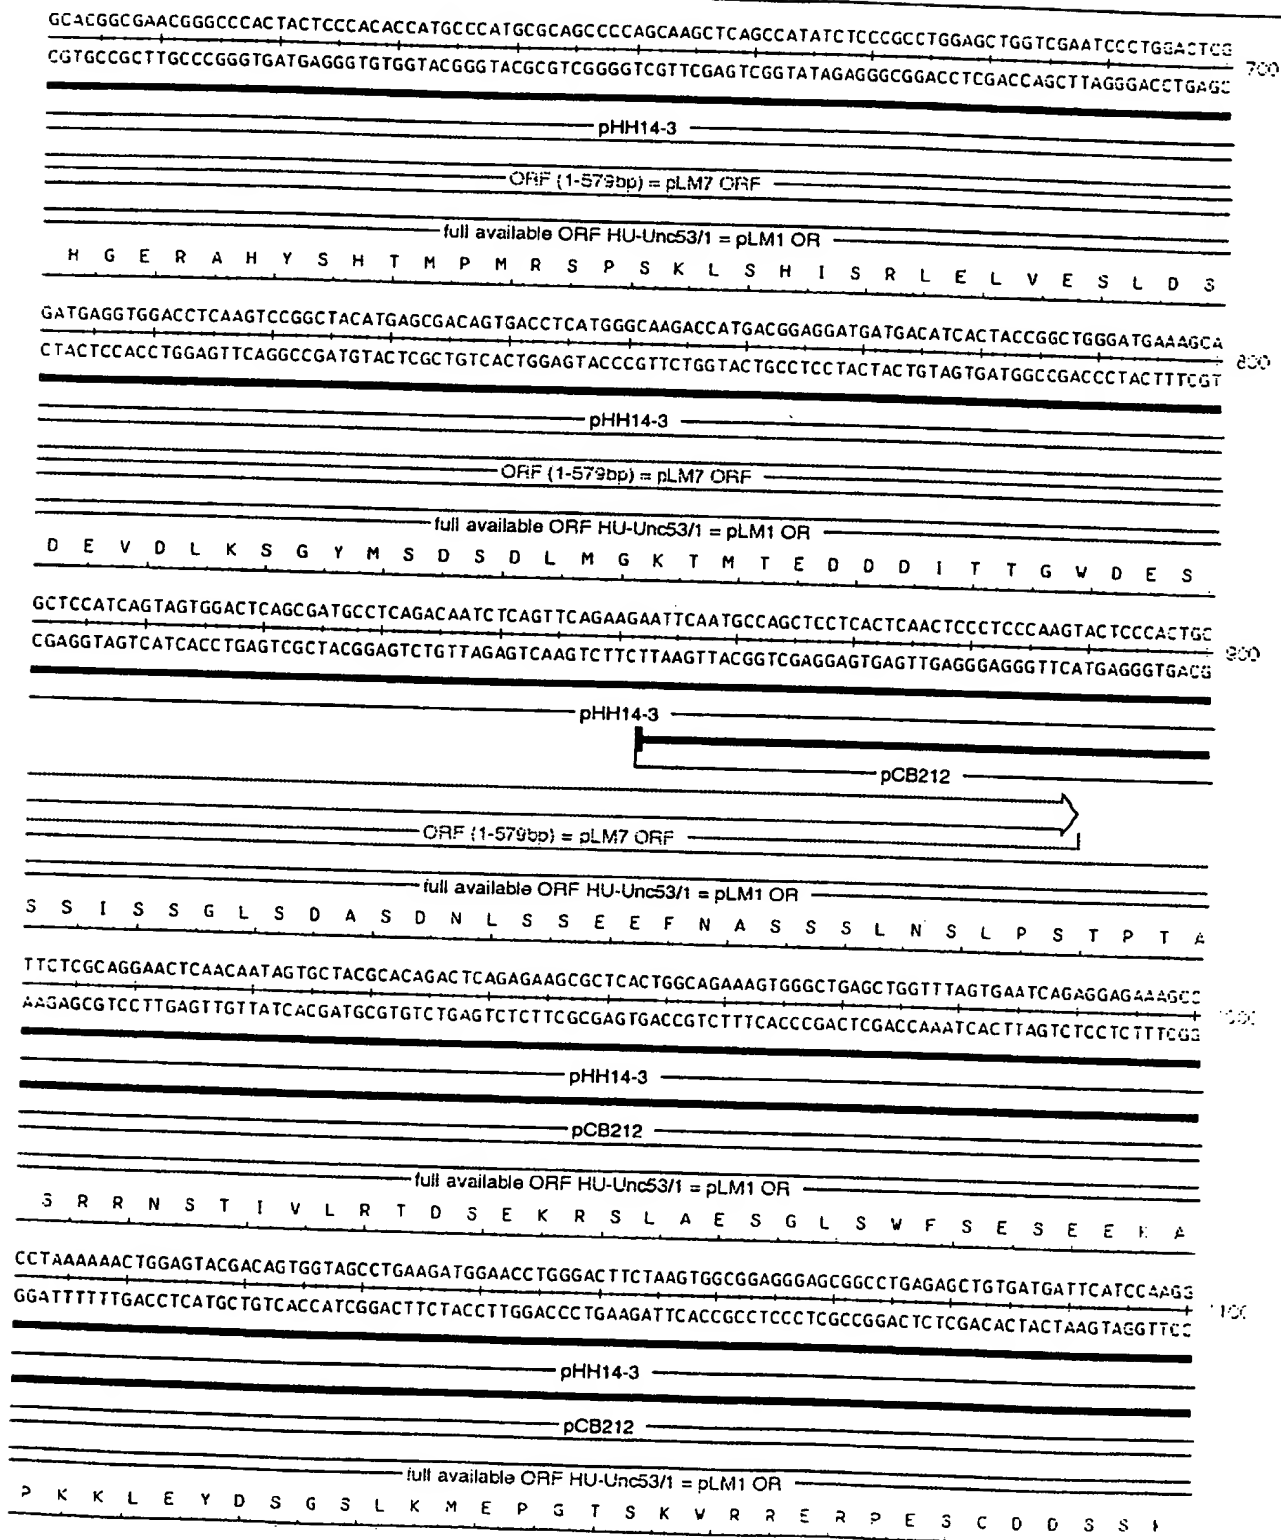 GCACGGCGAACGGGCCCACTACTCCCACACCATGCCCATGCGCAGCCCCAGCAAGCTCAGCCATATCTCCCGCCTGGAGCTGGTCGAATCCCTGGACTCG
700
CGTGCCGCTTGCCCGGGTGATGAGGGTGTGGTACGGGTACGCGTCGGGGTCGTTCGAGTCGGTATAGAGGGCGGACCTCGACCAGCTTAGGGACCTGAGC
pHH14-3
ORF (1-579bp) = pLM7 ORF
full available ORF HU-Unc53/1 = pLM1 OR
H G E R A H Y S H T M P M R S P S K L S H I S R L E L V E S L D S
GATGAGGTGGACCTCAAGTCCGGCTACATGAGCGACAGTGACCTCATGGGCAAGACCATGACGGAGGATGATGACATCACTACCGGCTGGGATGAAAGCA
800
CTACTCCACCTGGAGTTCAGGCCGATGTACTCGCTGTCACTGGAGTACCCGTTCTGGTACTGCCTCCTACTACTGTAGTGATGGCCGACCCTACTTTCGT
pHH14-3
ORF (1-579bp) = pLM7 ORF
full available ORF HU-Unc53/1 = pLM1 OR
D E V D L K S G Y M S D S D L M G K T M T E D D D I T T G W D E S
GCTCCATCAGTAGTGGACTCAGCGATGCCTCAGACAATCTCAGTTCAGAAGAATTCAATGCCAGCTCCTCACTCAACTCCCTCCCAAGTACTCCCACTGC
900
CGAGGTAGTCATCACCTGAGTCGCTACGGAGTCTGTTAGAGTCAAGTCTTCTTAAGTTACGGTCGAGGAGTGAGTTGAGGGAGGGTTCATGAGGGTGACG
pHH14-3
pCB212
ORF (1-579bp) = pLM7 ORF
full available ORF HU-Unc53/1 = pLM1 OR
S S I S S G L S D A S D N L S S E E F N A S S S L N S L P S T P T A
TTCTCGCAGGAACTCAACAATAGTGCTACGCACAGACTCAGAGAAGCGCTCACTGGCAGAAAGTGGGCTGAGCTGGTTTAGTGAATCAGAGGAGAAAGCC
AAGAGCGTCCTTGAGTTGTTATCACGATGCGTGTCTGAGTCTCTTCGCGAGTGACCGTCTTTCACCCGACTCGACCAAATCACTTAGTCTCCTCTTTCGG
pHH14-3
pCB212
full available ORF HU-Unc53/1 = pLM1 OR
S R R N S T I V L R T D S E K R S L A E S G L S W F S E S E E K A
CCTAAAAAACTGGAGTACGACAGTGGTAGCCTGAAGATGGAACCTGGGACTTCTAAGTGGCGGAGGGAGCGGCCTGAGAGCTGTGATGATTCATCCAAGG
1100
GGATTTTTTGACCTCATGCTGTCACCATCGGACTTCTACCTTGGACCCTGAAGATTCACCGCCTCCCTCGCCGGACTCTCGACACTACTAAGTAGGTTCC
pHH14-3
pCB212
full available ORF HU-Unc53/1 = pLM1 OR
P K K L E Y D S G S L K M E P G T S K W R R E R P E S C D D S S